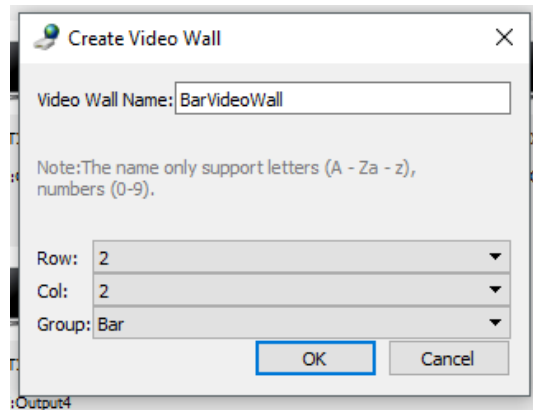 Create Video Wall
Video Wall Name: BarVideoWall
Note:The name only support letters (A - Za - z),
numbers (0-9).
Row: 2
Col: 2
Group: Bar
OK Cancel
:Output4